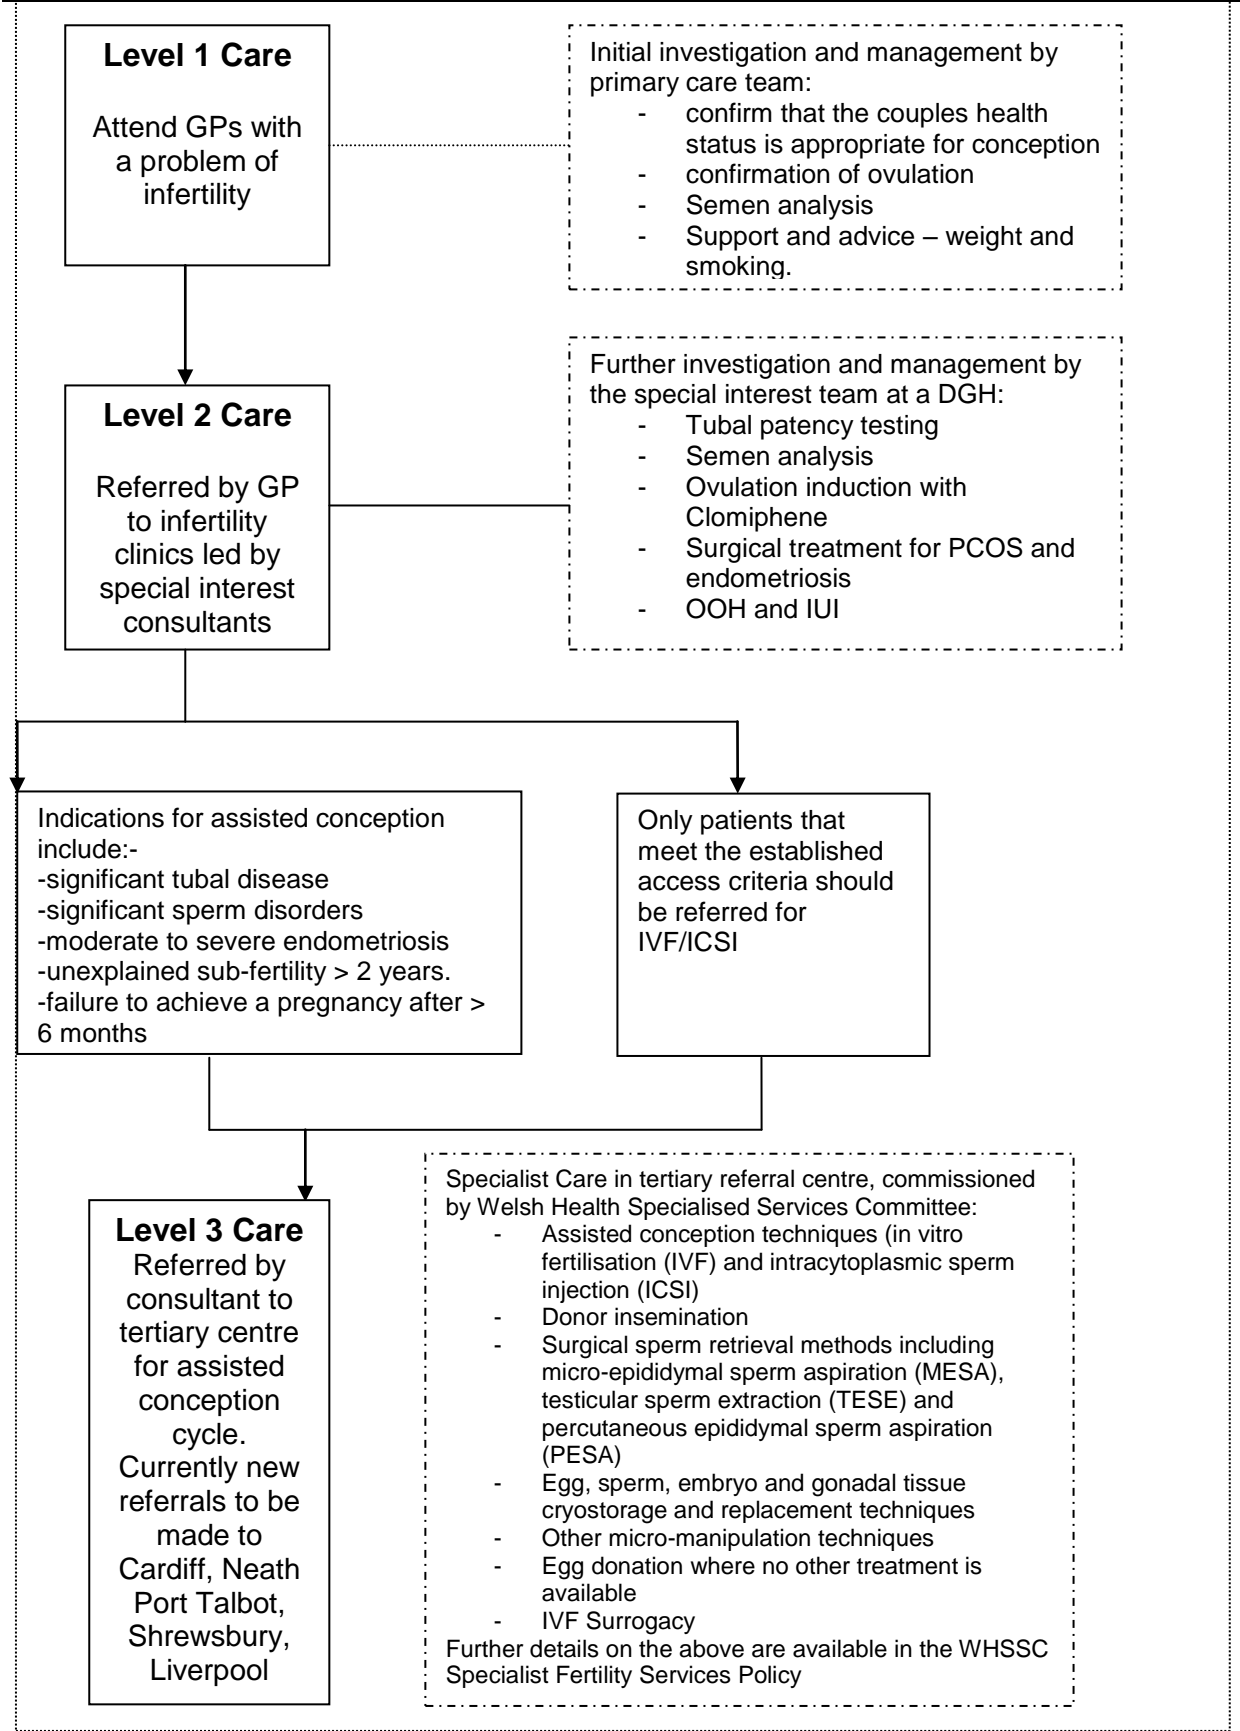 Level 1 Care
Attend GPs with
a problem of
infertility
Initial investigation and management by
primary care team:
- confirm that the couples health
status is appropriate for conception
- confirmation of ovulation
- Semen analysis
- Support and advice – weight and
smoking.
Level 2 Care
Referred by GP
to infertility
clinics led by
special interest
consultants
Further investigation and management by
the special interest team at a DGH:
- Tubal patency testing
- Semen analysis
- Ovulation induction with
Clomiphene
- Surgical treatment for PCOS and
endometriosis
- OOH and IUI
Indications for assisted conception
include:-
-significant tubal disease
-significant sperm disorders
-moderate to severe endometriosis
-unexplained sub-fertility > 2 years.
-failure to achieve a pregnancy after >
6 months
Only patients that
meet the established
access criteria should
be referred for
IVF/ICSI
Level 3 Care
Referred by
consultant to
tertiary centre
for assisted
conception
cycle.
Currently new
referrals to be
made to
Cardiff, Neath
Port Talbot,
Shrewsbury,
Liverpool
Specialist Care in tertiary referral centre, commissioned
by Welsh Health Specialised Services Committee:
- Assisted conception techniques (in vitro
fertilisation (IVF) and intracytoplasmic sperm
injection (ICSI)
- Donor insemination
- Surgical sperm retrieval methods including
micro-epididymal sperm aspiration (MESA),
testicular sperm extraction (TESE) and
percutaneous epididymal sperm aspiration
(PESA)
- Egg, sperm, embryo and gonadal tissue
cryostorage and replacement techniques
- Other micro-manipulation techniques
- Egg donation where no other treatment is
available
- IVF Surrogacy
Further details on the above are available in the WHSSC
Specialist Fertility Services Policy